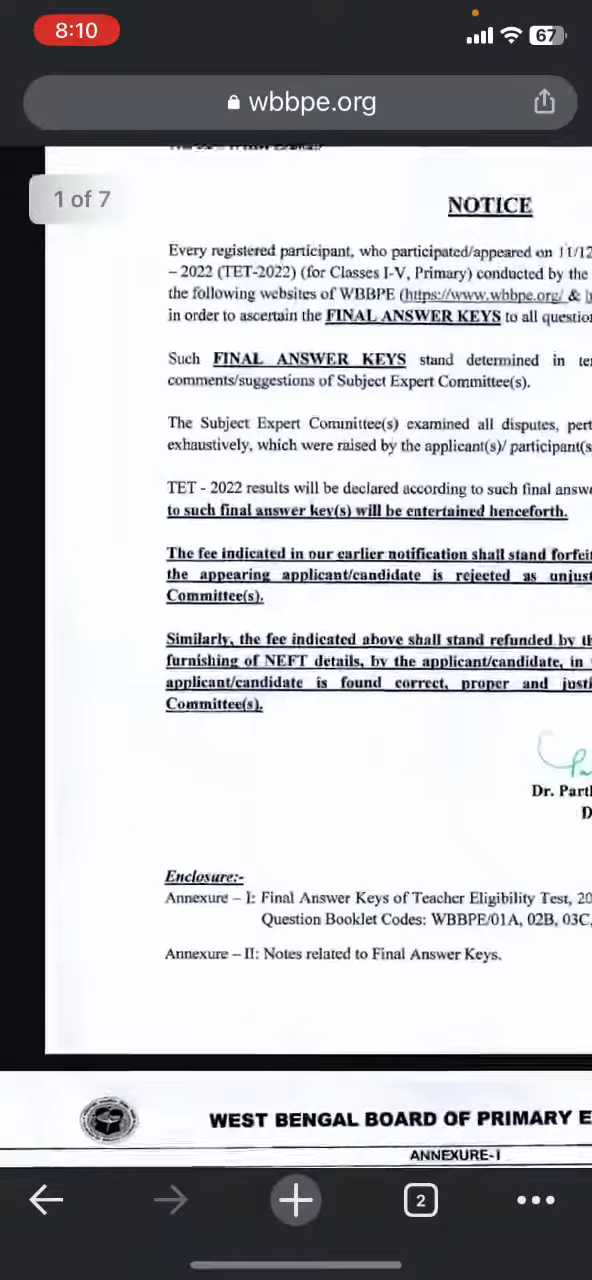 8:10
67
wbbpe.org
1 of 7
NOTICE
Every registered participant, who participated/appeared on 11/12
– 2022 (TET-2022) (for Classes I-V, Primary) conducted by the
the following websites of WBBPE (https://www.wbbpe.org/ &
in order to ascertain the FINAL ANSWER KEYS to all questio
Such FINAL ANSWER KEYS stand determined in te
comments/suggestions of Subject Expert Committee(s).
The Subject Expert Committee(s) examined all disputes, pert
exhaustively, which were raised by the applicant(s)/ participant(s
TET - 2022 results will be declared according to such final answe
to such final answer key(s) will be entertained henceforth.
The fee indicated in our earlier notification shall stand forfeit
the appearing applicant/candidate is rejected as unjust
Committee(s).
Similarly, the fee indicated above shall stand refunded by th
furnishing of NEFT details, by the applicant/candidate, in
applicant/candidate is found correct, proper and justi
Committee(s).
Dr. Part
D
Enclosure:-
Annexure – I: Final Answer Keys of Teacher Eligibility Test, 20
Question Booklet Codes: WBBPE/01A, 02B, 03C,
Annexure – II: Notes related to Final Answer Keys.
WEST BENGAL BOARD OF PRIMARY E
ANNEXURE-I
2